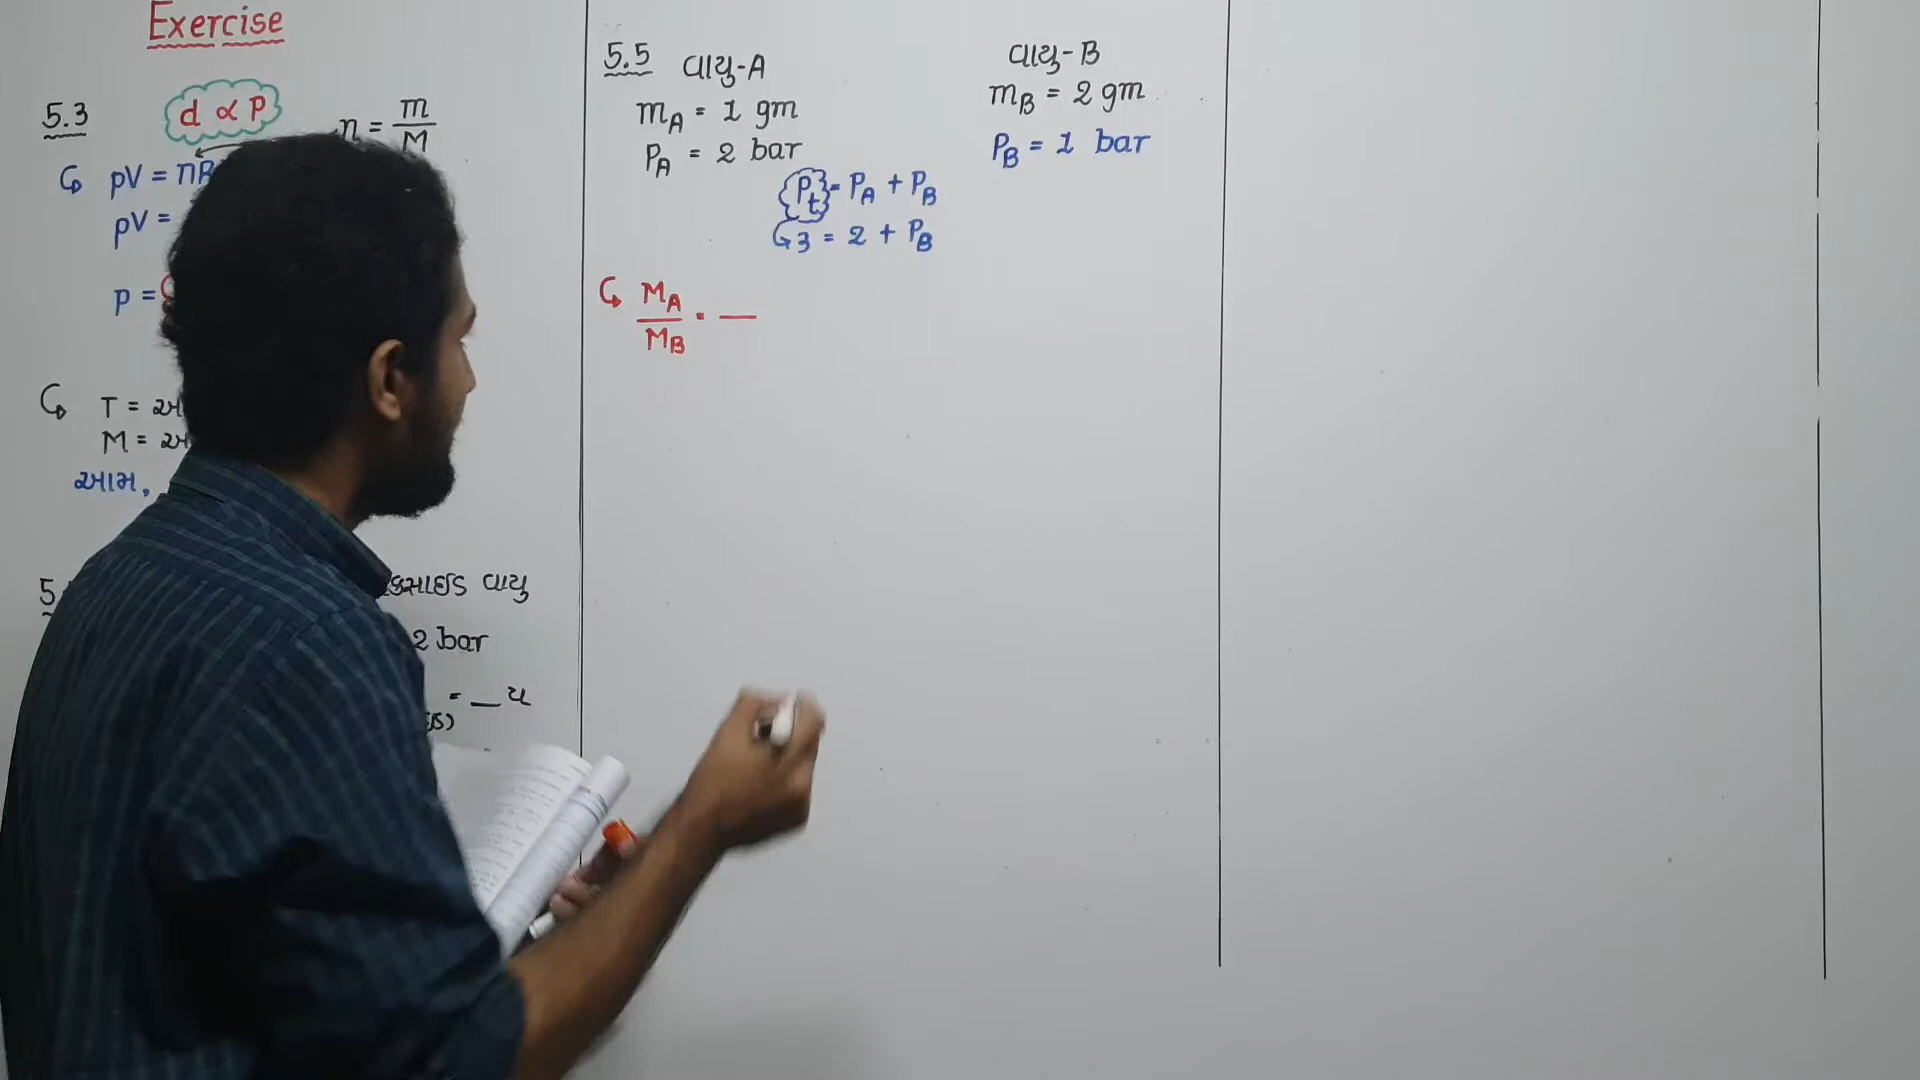 Exercise
5.3 d ∝ p n = m/M
↳ pV = nR
pV =
p =
↳ T =
M =
આમ,
5. વાયુ
2 bar
= __
5.5 વાયુ-A વાયુ-B
mA = 1 gm mB = 2 gm
PA = 2 bar PB = 1 bar
Pt = PA + PB
↳ 3 = 2 + PB
↳ MA/MB = __